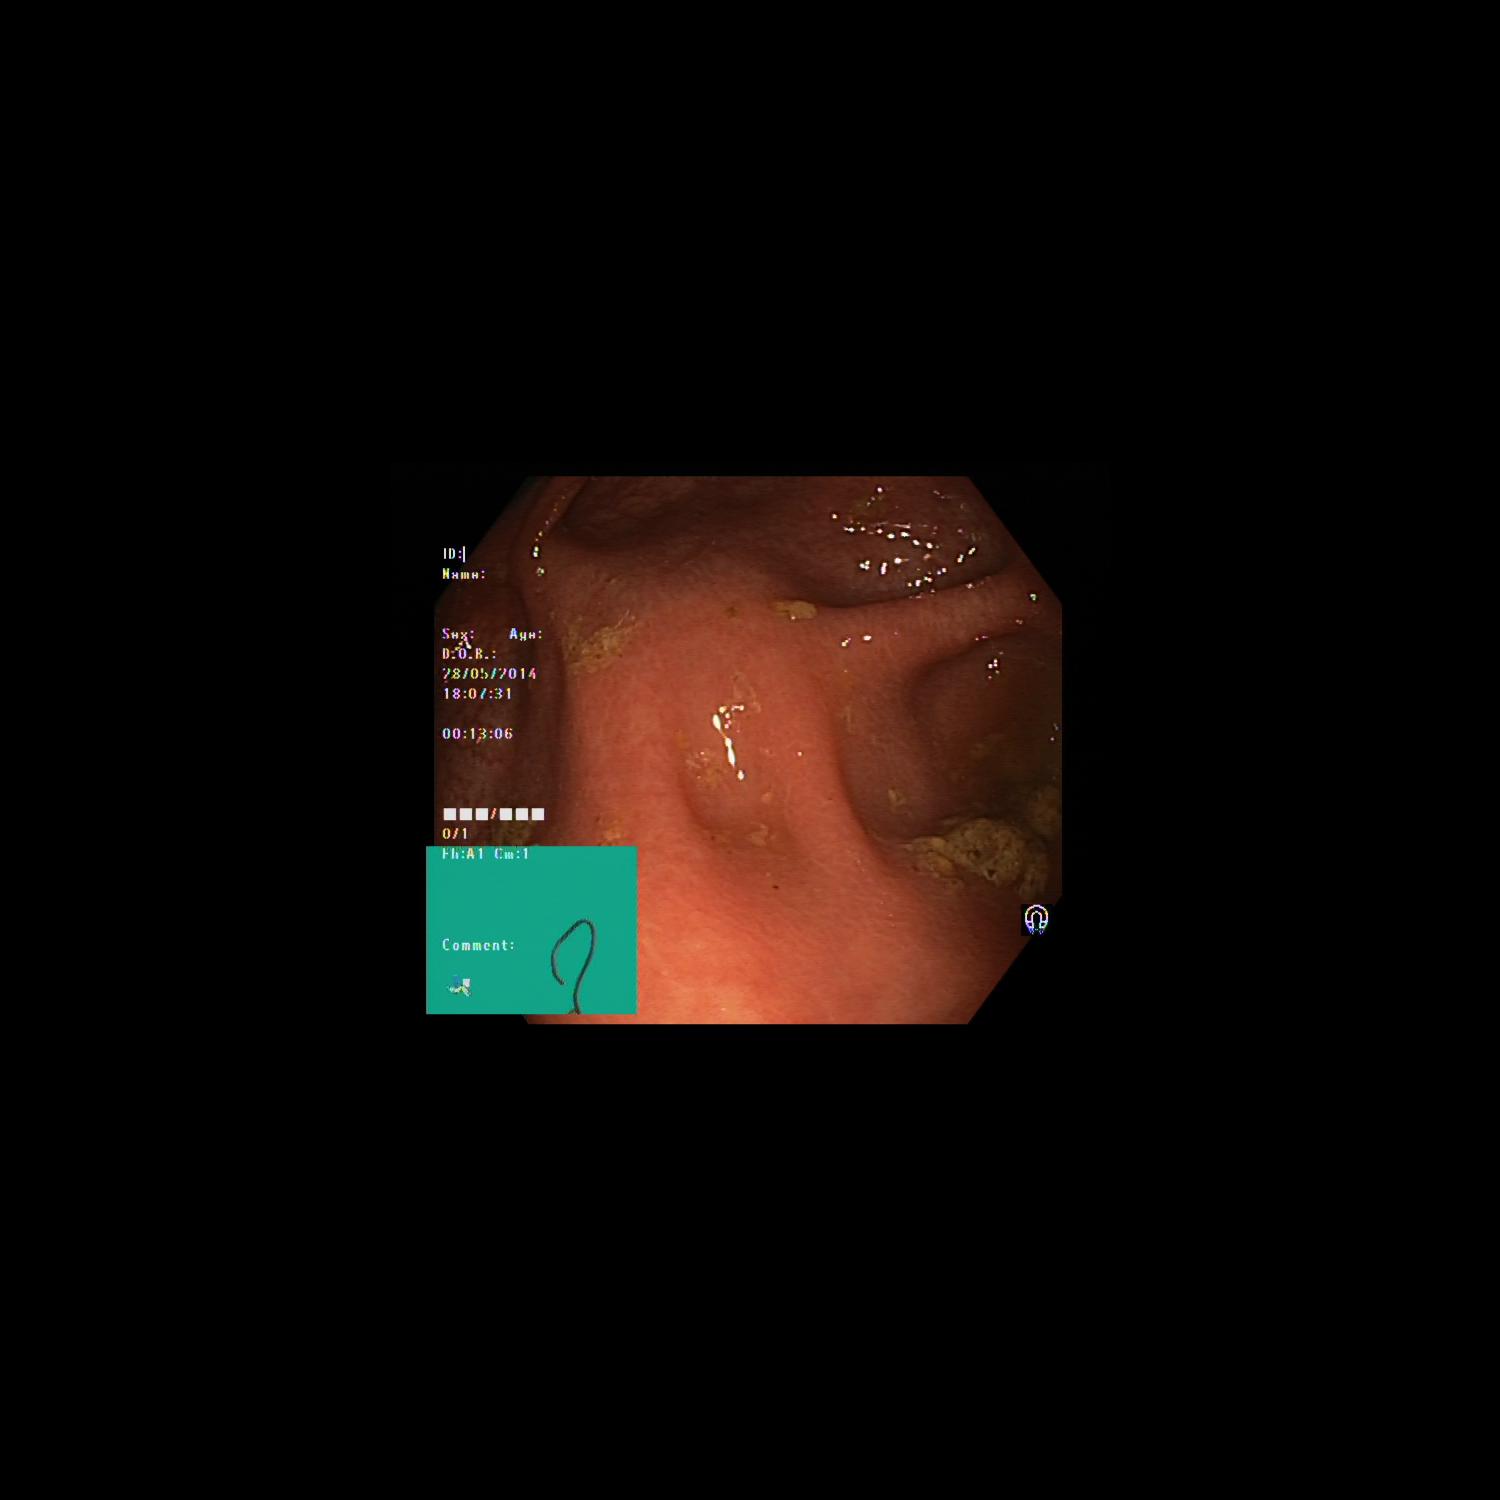 ID:
Name:
Sex: Age:
D.O.B.:
28/05/2014
18:07:31
00:13:06
■■■/■■■
0/1
Eh:A1 Cm:1
Comment: